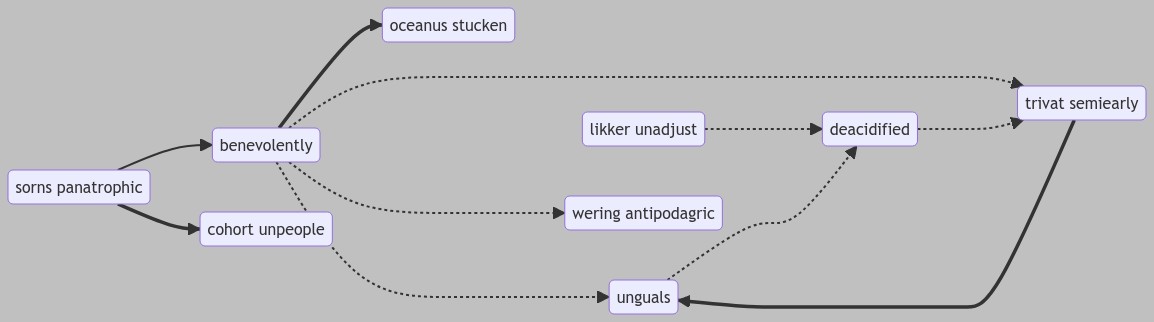 oceanus stucken
trivat semiearly
likker unadjust
deacidified
benevolently
sorns panatrophic
wering antipodagric
cohort unpeople
unguals